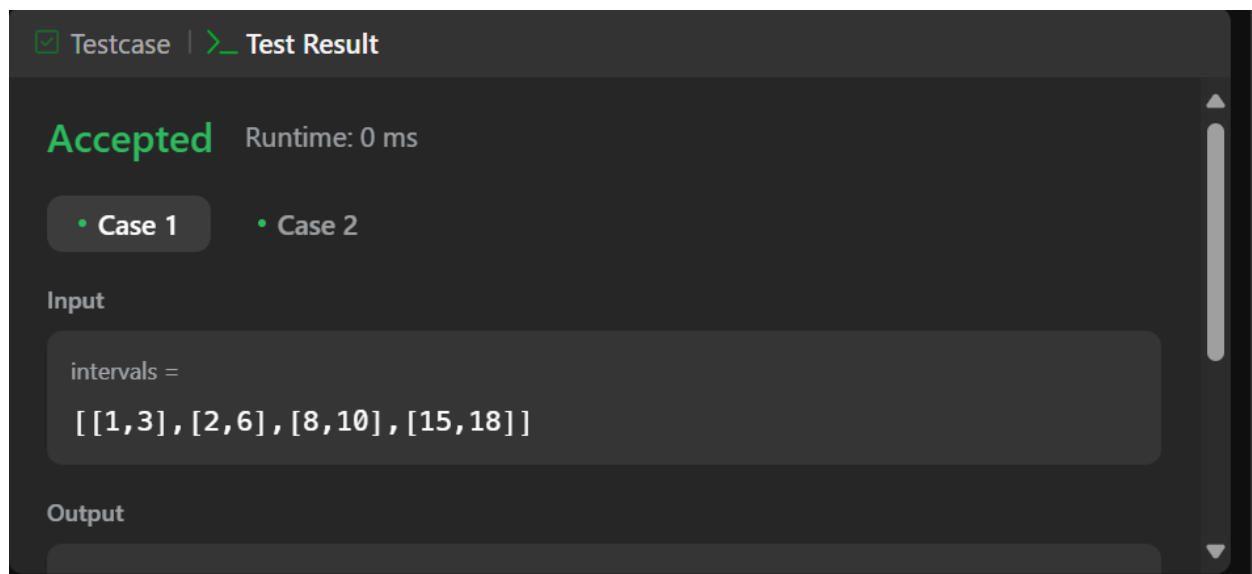 Testcase | Test Result
Accepted Runtime: 0 ms
• Case 1 • Case 2
Input
intervals =
[[1,3],[2,6],[8,10],[15,18]]
Output